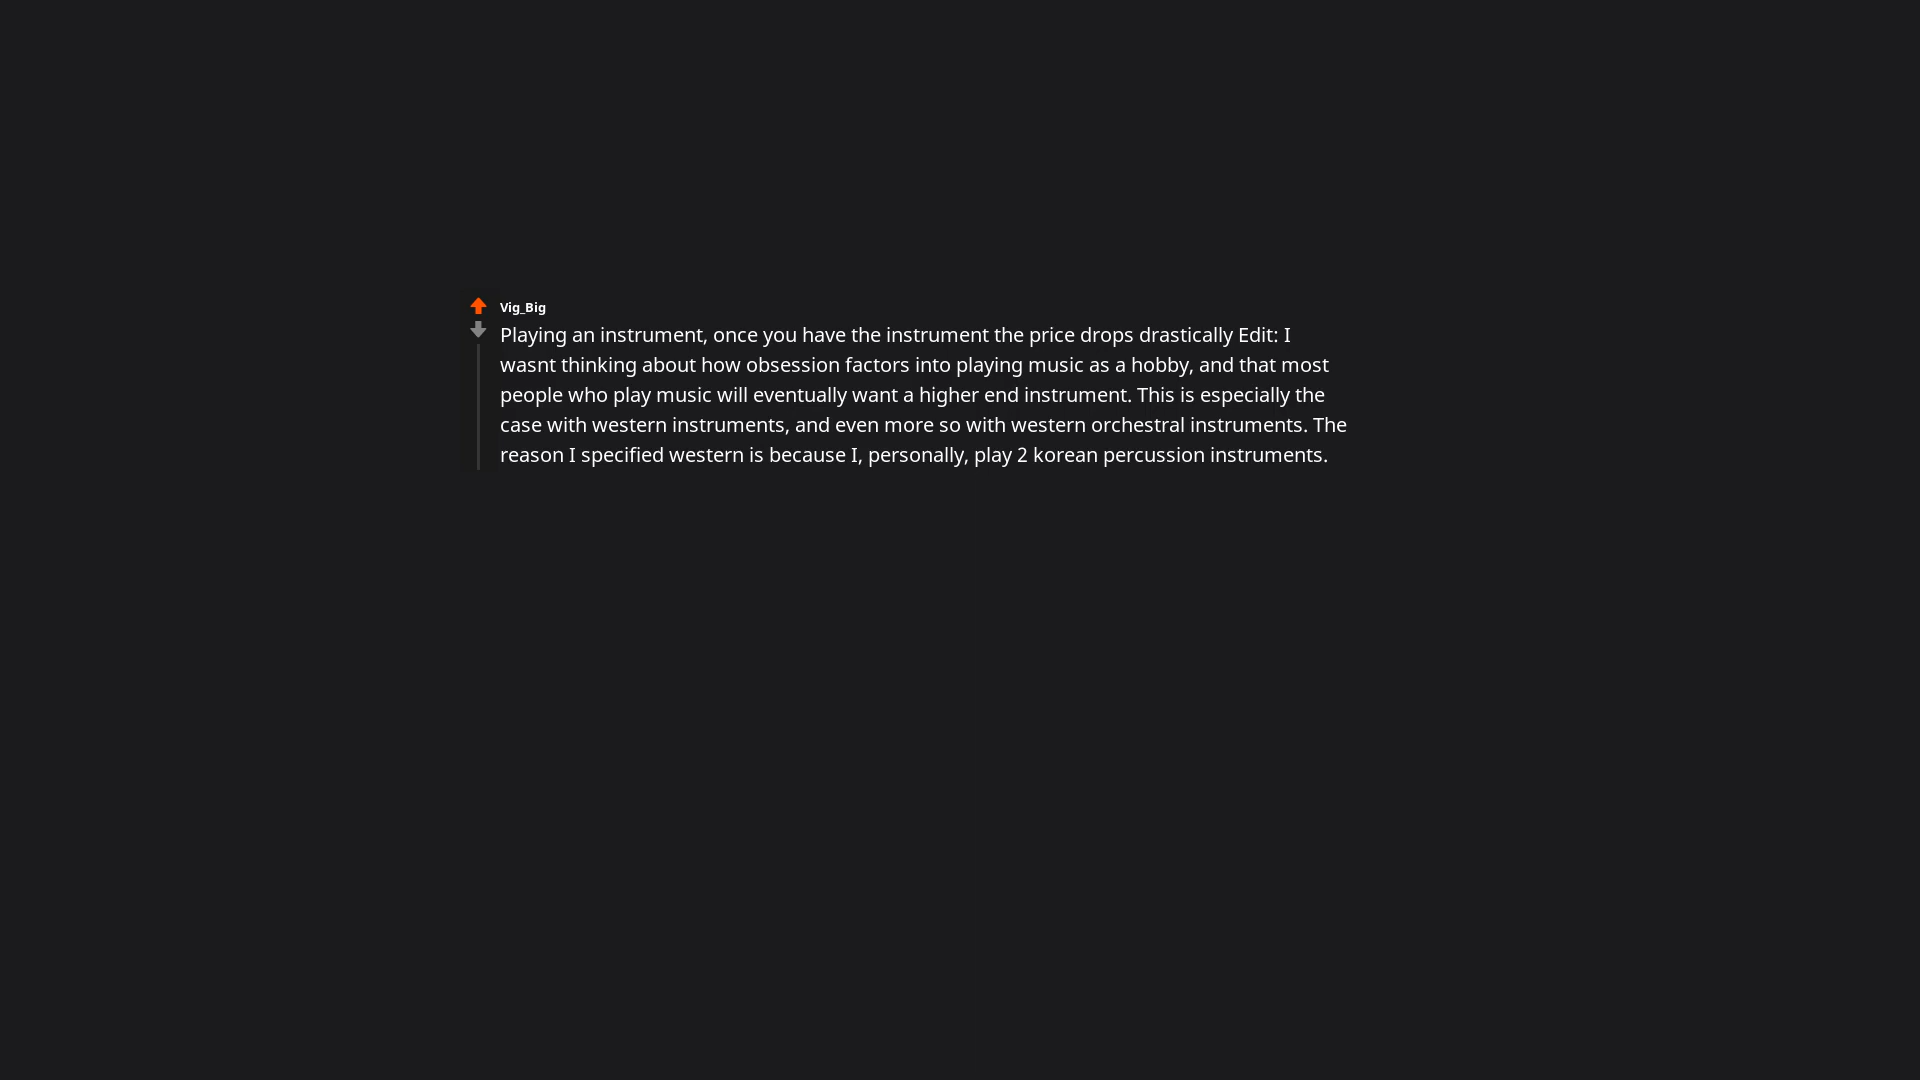 Vig_Big
Playing an instrument, once you have the instrument the price drops drastically Edit: I
wasnt thinking about how obsession factors into playing music as a hobby, and that most
people who play music will eventually want a higher end instrument. This is especially the
case with western instruments, and even more so with western orchestral instruments. The
reason I specified western is because I, personally, play 2 korean percussion instruments.